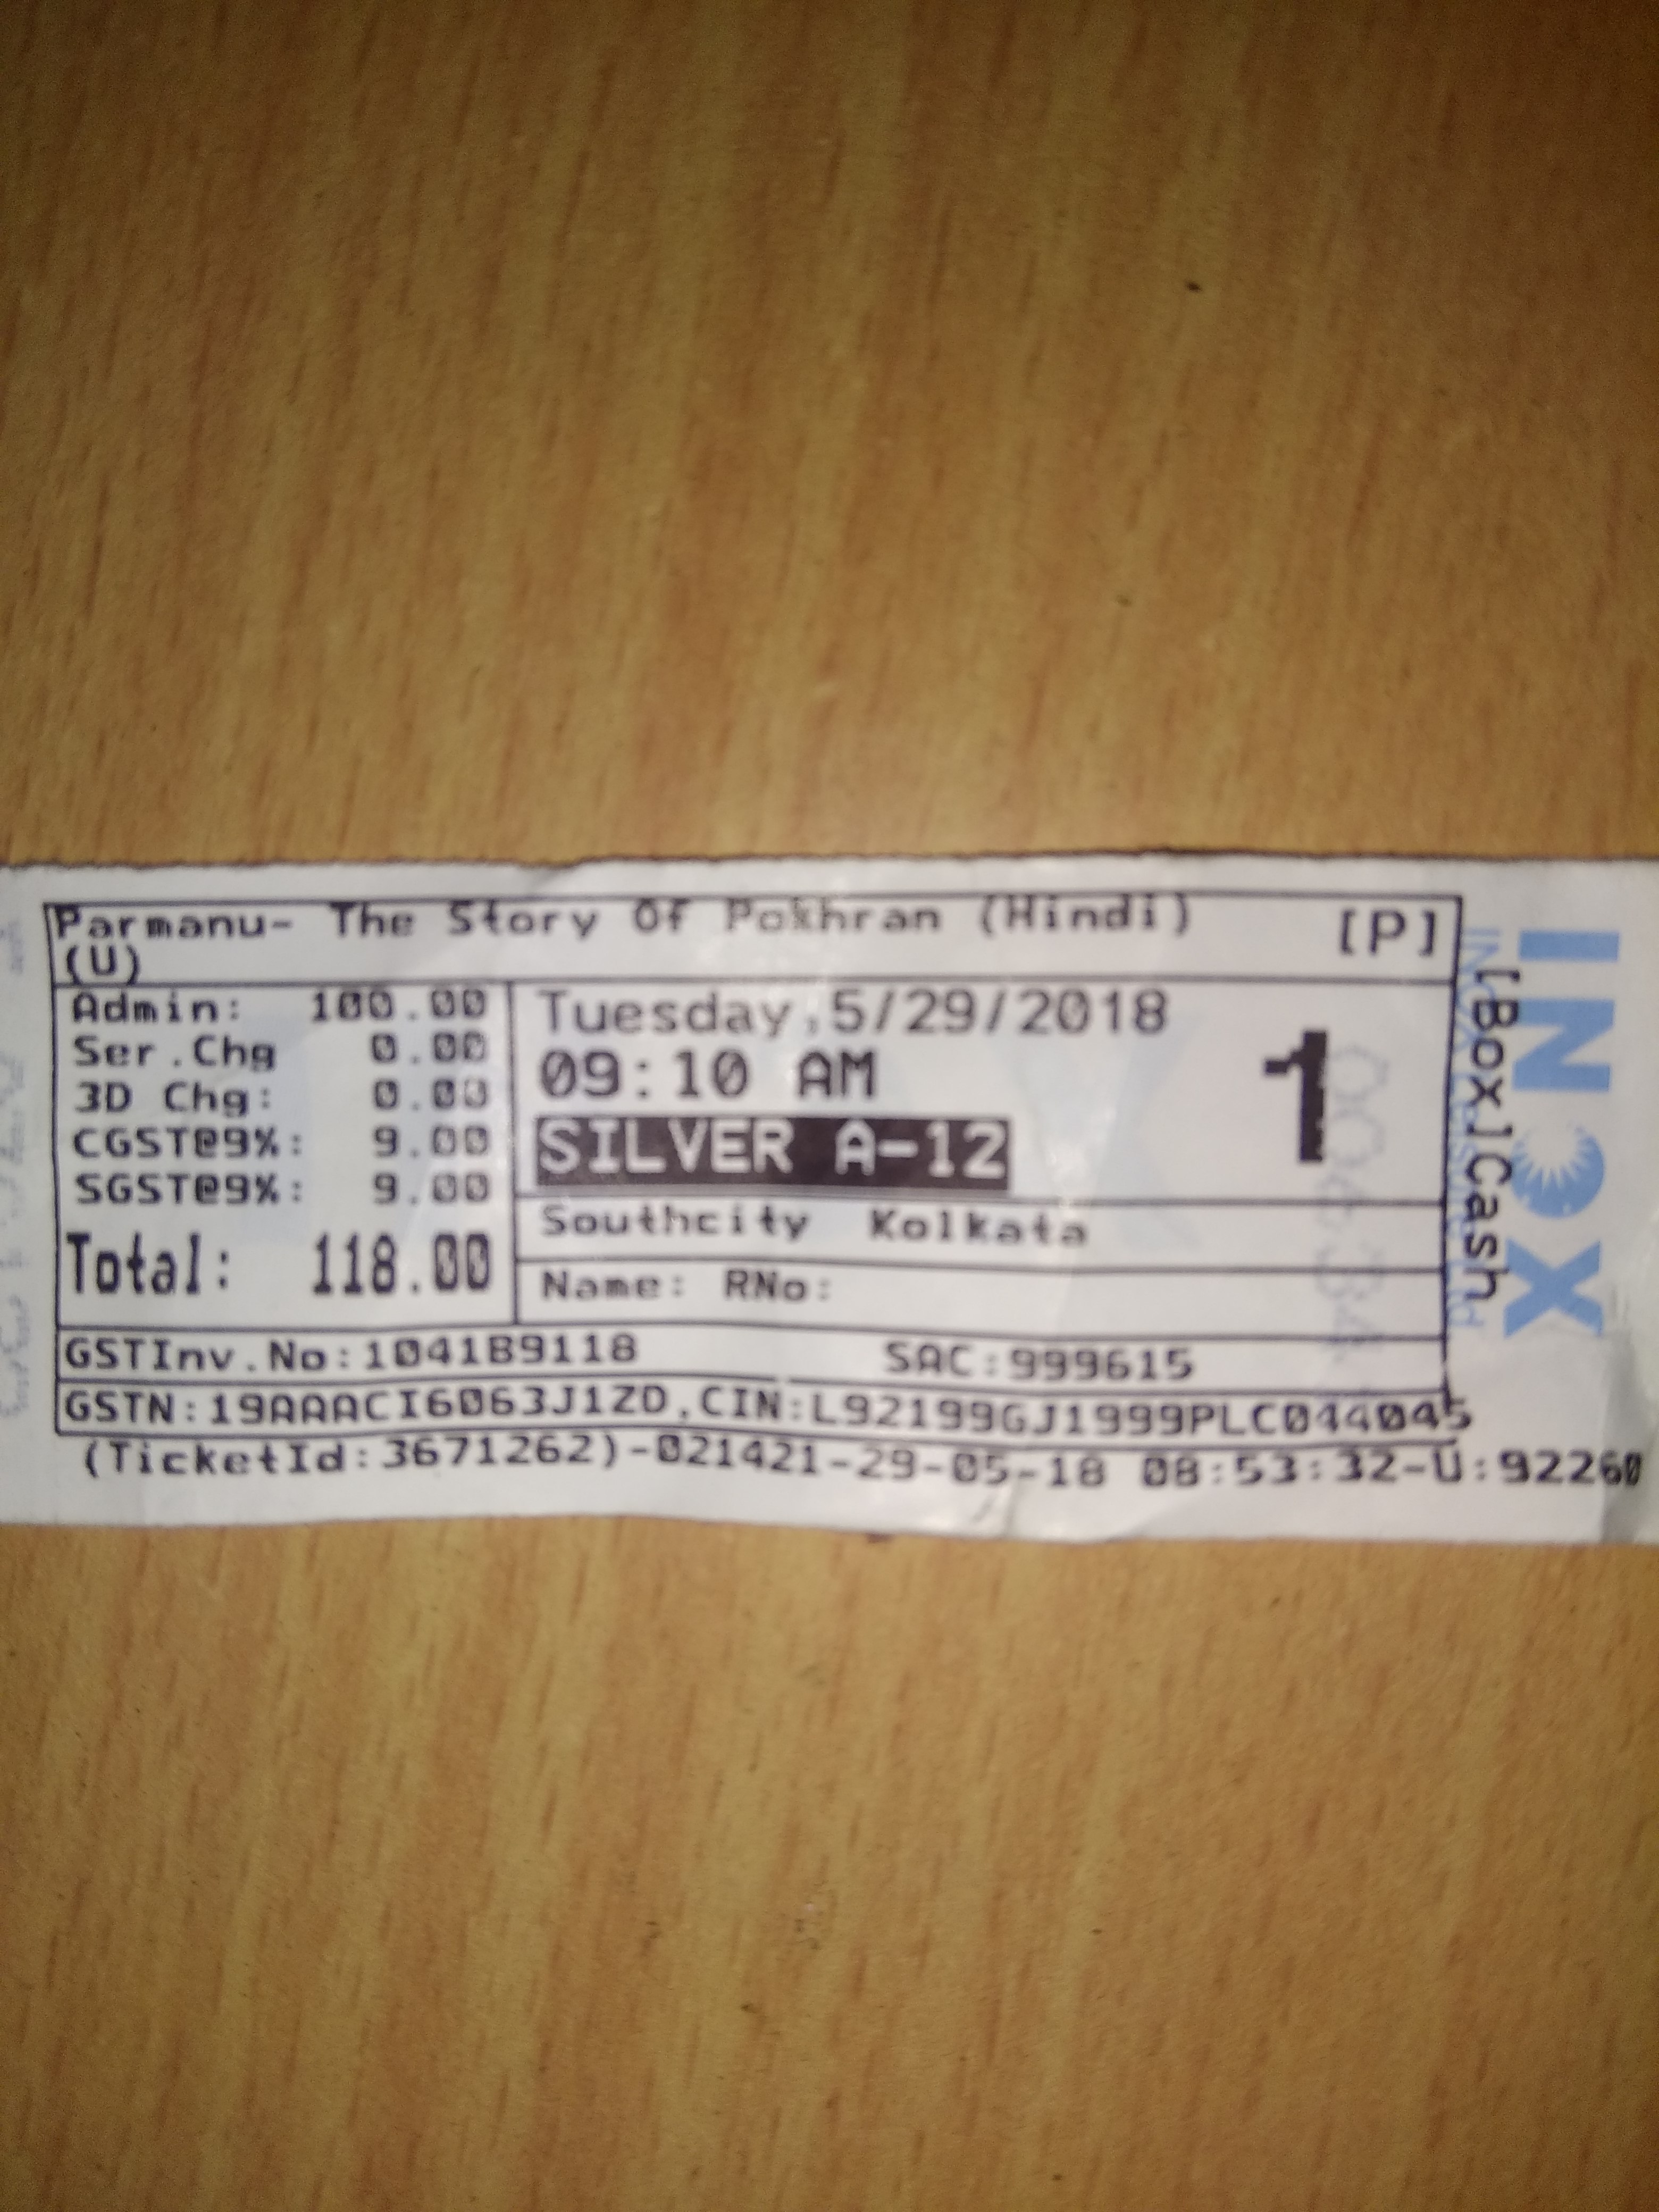 Parmanu- The Story Of Pokhran (Hindi) [P]
(U)
Admin: 100.00
Ser.Chg 0.00
3D Chg: 0.00
CGST@9%: 9.00
SGST@9%: 9.00
Total: 118.00
Tuesday,5/29/2018
09:10 AM
SILVER A-12
1
Southcity Kolkata
Name: RNo:
GSTInv.No:1041B9118 SAC:999615
GSTN:19AAACI6063J1ZD,CIN:L92199GJ1999PLC044045
(TicketId:3671262)-021421-29-05-18 08:53:32-U:92260
[Box]Cash
INOX